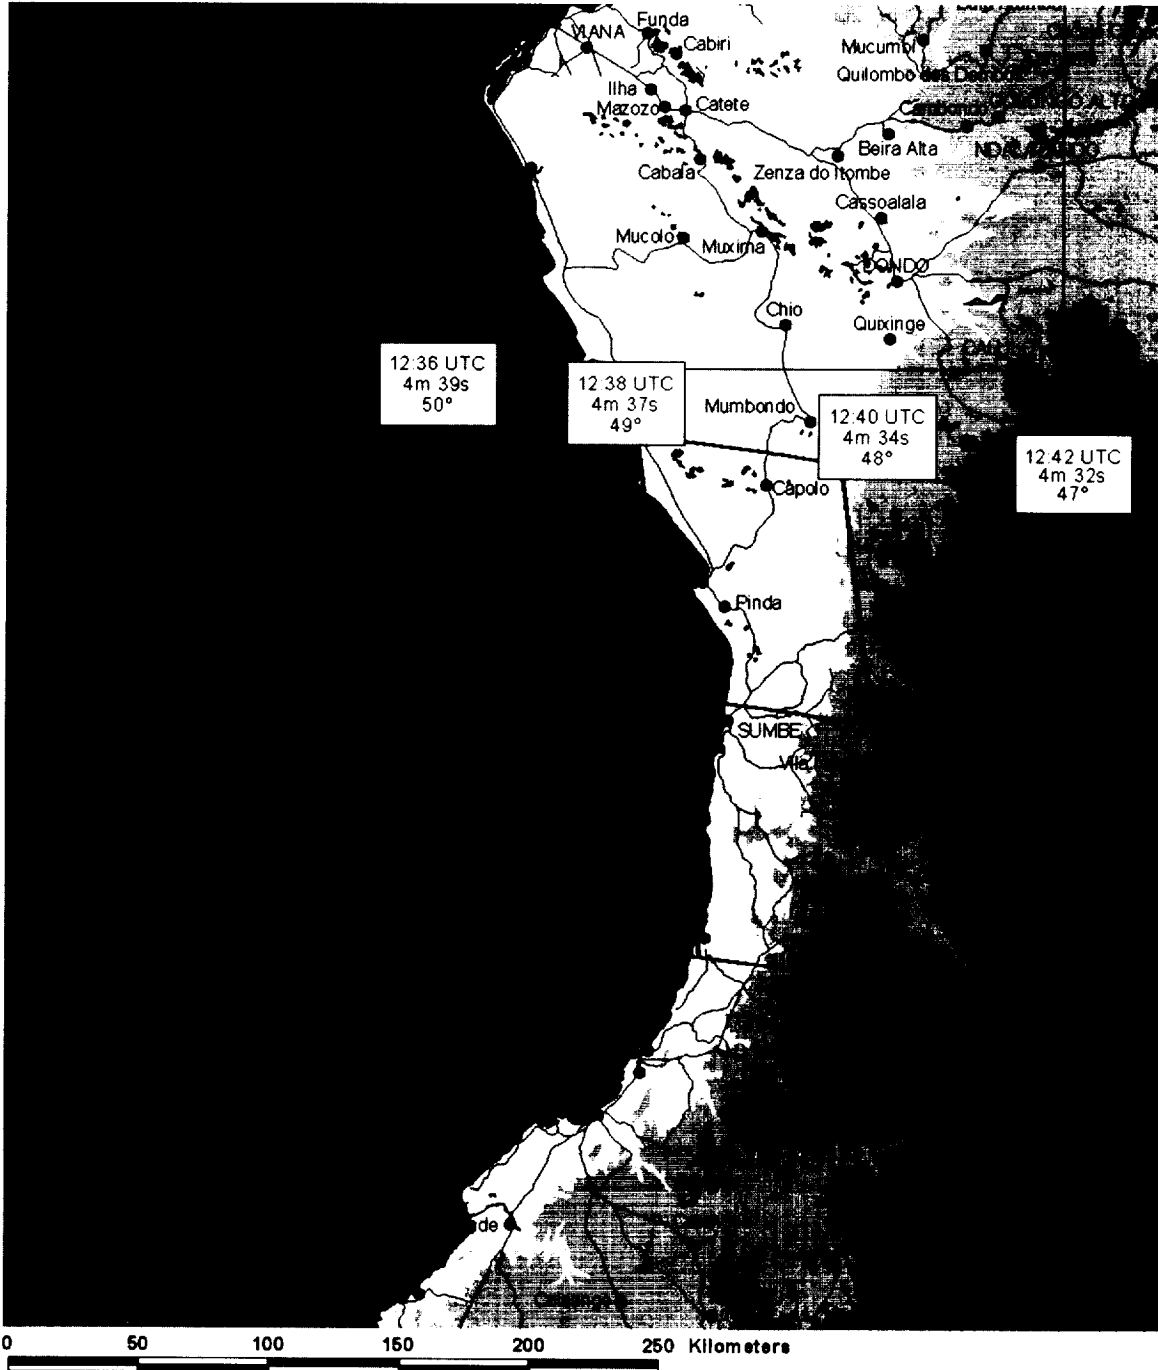 Funda
VIANA
Cabiri
Mucumbi
Quilombo dos Dembos
Ilha
Mazozo
Catete
Beira Alta
Cabala
Zenza do Itombe
Cassoalala
Mucolo
Muxima
DONDO
Chio
Quixinge
12:36 UTC
4m 39s
50°
12:38 UTC
4m 37s
49°
Mumbondo
12:40 UTC
4m 34s
48°
12:42 UTC
4m 32s
47°
Capolo
Pinda
SUMBE
Vila
de
0 50 100 150 200 250 Kilometers